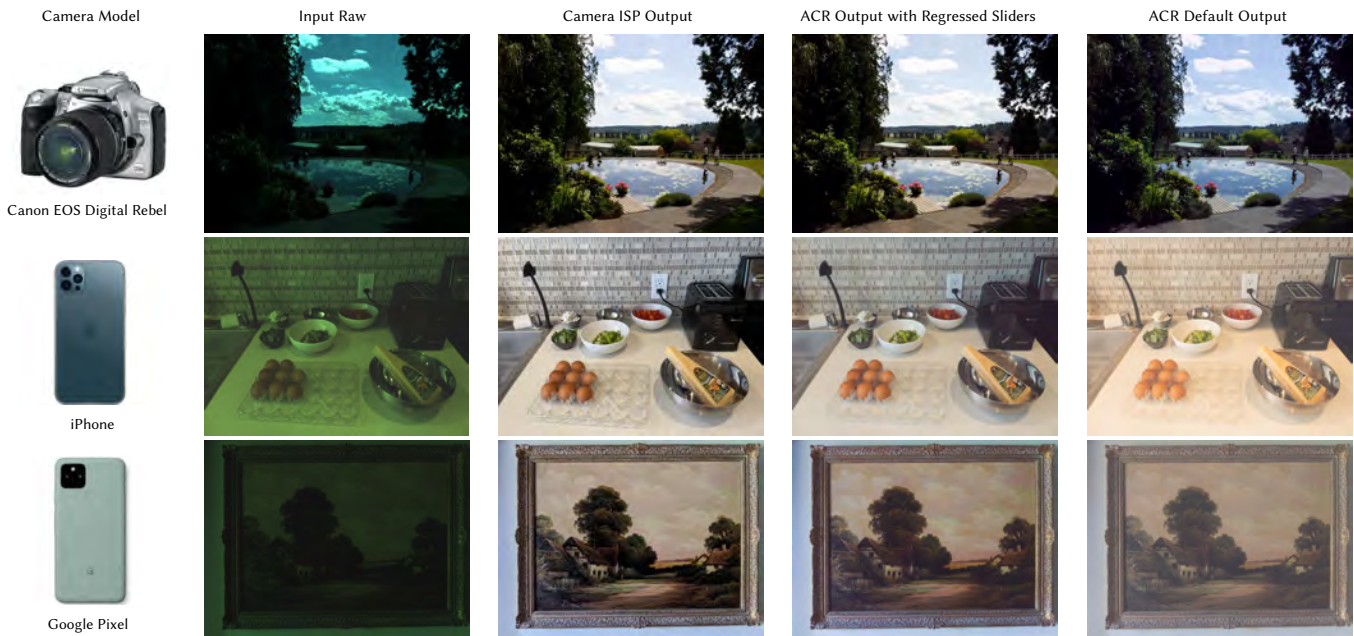 Camera Model
Input Raw
Camera ISP Output
ACR Output with Regressed Sliders
ACR Default Output
Canon EOS Digital Rebel
iPhone
Google Pixel